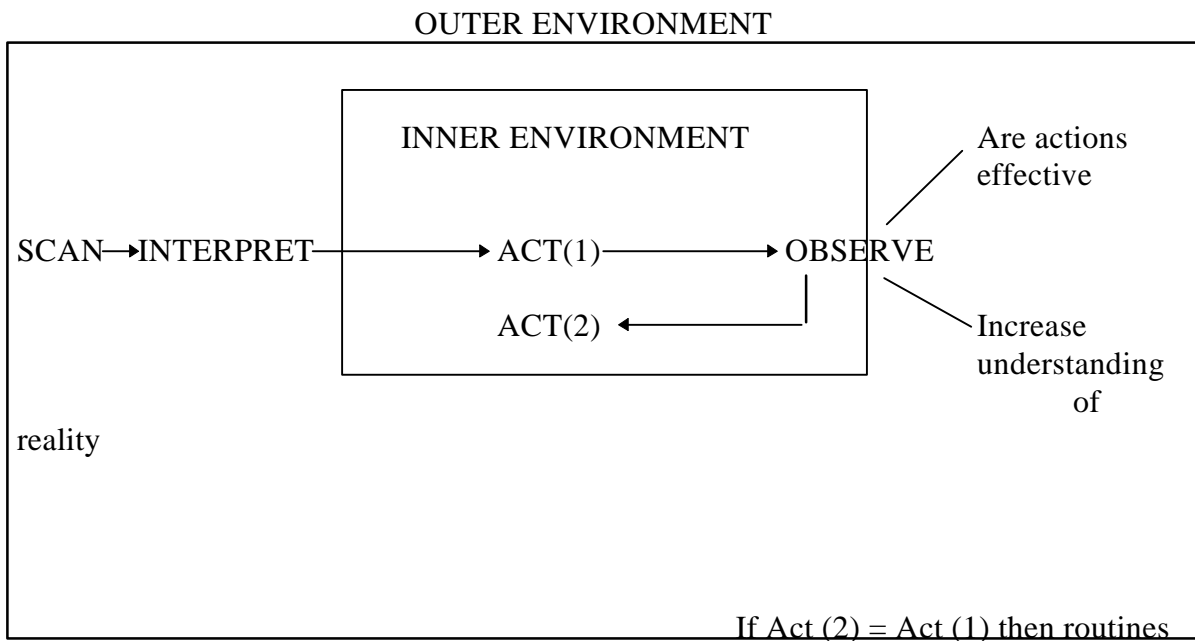 OUTER ENVIRONMENT
INNER ENVIRONMENT
Are actions
effective
SCAN INTERPRET ACT(1) OBSERVE
ACT(2)
Increase
understanding
of
reality
If Act (2) = Act (1) then routines